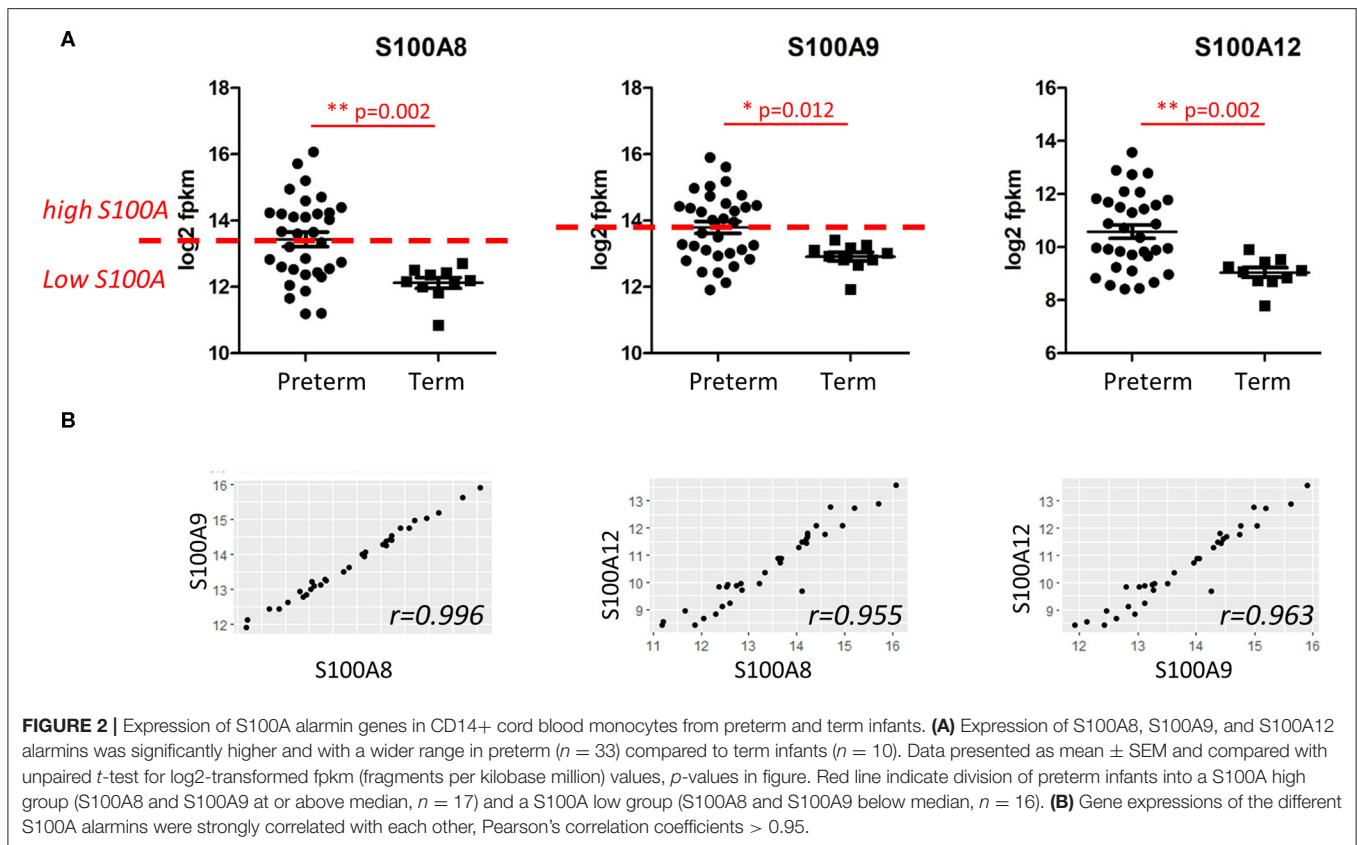 A
S100A8
S100A9
S100A12
18
16
14
12
10
log2 fpkm
** p=0.002
high S100A
Low S100A
Preterm Term
18
16
14
12
10
log2 fpkm
* p=0.012
Preterm Term
16
14
12
10
8
6
log2 fpkm
** p=0.002
Preterm Term
B
16
15
14
13
12
S100A9
r=0.996
S100A8
13
12
11
10
9
S100A12
r=0.955
11 12 13 14 15 16
S100A8
13
12
11
10
9
S100A12
r=0.963
12 13 14 15 16
S100A9
FIGURE 2 | Expression of S100A alarmin genes in CD14+ cord blood monocytes from preterm and term infants. (A) Expression of S100A8, S100A9, and S100A12
alarmins was significantly higher and with a wider range in preterm (n = 33) compared to term infants (n = 10). Data presented as mean ± SEM and compared with
unpaired t-test for log2-transformed fpkm (fragments per kilobase million) values, p-values in figure. Red line indicate division of preterm infants into a S100A high
group (S100A8 and S100A9 at or above median, n = 17) and a S100A low group (S100A8 and S100A9 below median, n = 16). (B) Gene expressions of the different
S100A alarmins were strongly correlated with each other, Pearson's correlation coefficients > 0.95.